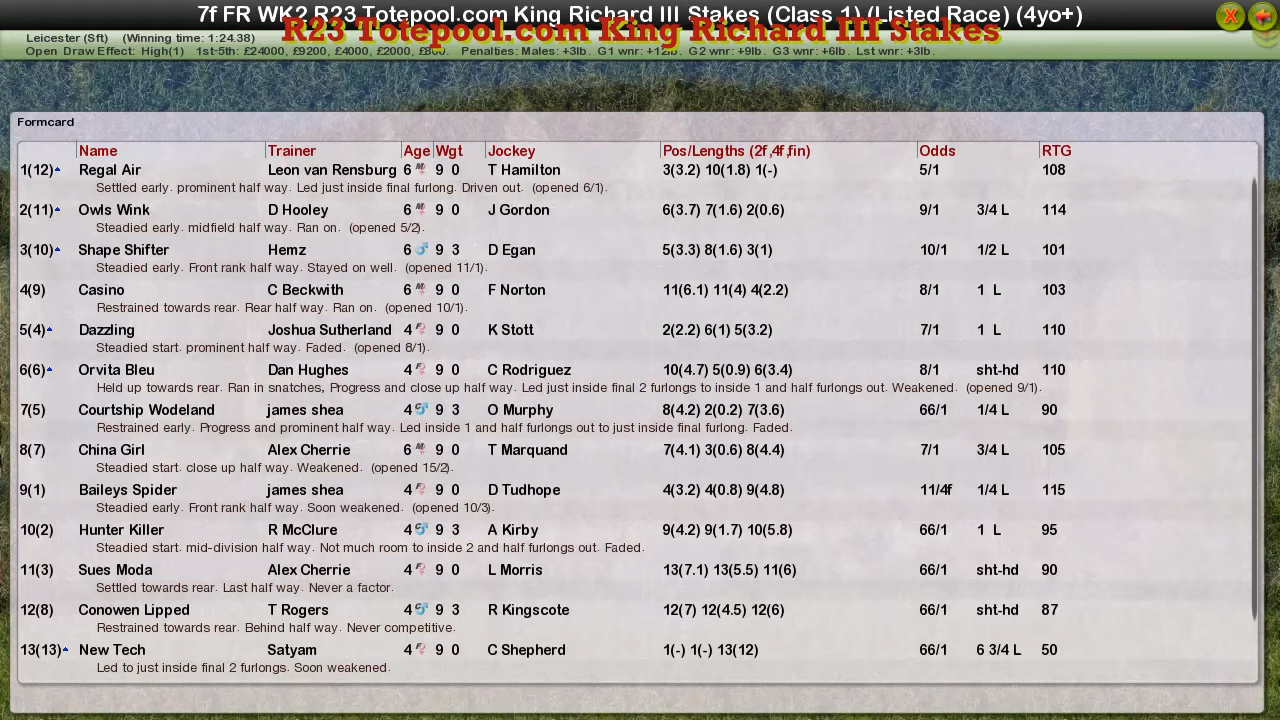 7f FR WK2 R23 Totepool.com King Richard III Stakes (Class 1) (Listed Race) (4yo+)
R23 Totepool.com King Richard III Stakes
Leicester (Sft) (Winning time: 1:24.38)
Open Draw Effect: High(1) 1st-5th: £24000, £9200, £4000, £2000, £800. Penalties: Males: +3lb. G1 wnr: +12lb. G2 wnr: +9lb. G3 wnr: +6lb. Lst wnr: +3lb.
Formcard
Name Trainer Age Wgt Jockey Pos/Lengths (2f,4f,fin) Odds RTG
1(12) Regal Air Leon van Rensburg 6 M 9 0 T Hamilton 3(3.2) 10(1.8) 1(-) 5/1 108
Settled early. prominent half way. Led just inside final furlong. Driven out. (opened 6/1).
2(11) Owls Wink D Hooley 6 M 9 0 J Gordon 6(3.7) 7(1.6) 2(0.6) 9/1 3/4 L 114
Steadied early. midfield half way. Ran on. (opened 5/2).
3(10) Shape Shifter Hemz 6 9 3 D Egan 5(3.3) 8(1.6) 3(1) 10/1 1/2 L 101
Steadied early. Front rank half way. Stayed on well. (opened 11/1).
4(9) Casino C Beckwith 6 M 9 0 F Norton 11(6.1) 11(4) 4(2.2) 8/1 1 L 103
Restrained towards rear. Rear half way. Ran on. (opened 10/1).
5(4) Dazzling Joshua Sutherland 4 F 9 0 K Stott 2(2.2) 6(1) 5(3.2) 7/1 1 L 110
Steadied start. prominent half way. Faded. (opened 8/1).
6(6) Orvita Bleu Dan Hughes 4 F 9 0 C Rodriguez 10(4.7) 5(0.9) 6(3.4) 8/1 sht-hd 110
Held up towards rear. Ran in snatches, Progress and close up half way. Led just inside final 2 furlongs to inside 1 and half furlongs out. Weakened. (opened 9/1).
7(5) Courtship Wodeland james shea 4 9 3 O Murphy 8(4.2) 2(0.2) 7(3.6) 66/1 1/4 L 90
Restrained early. Progress and prominent half way. Led inside 1 and half furlongs out to just inside final furlong. Faded.
8(7) China Girl Alex Cherrie 6 M 9 0 T Marquand 7(4.1) 3(0.6) 8(4.4) 7/1 3/4 L 105
Steadied start. close up half way. Weakened. (opened 15/2).
9(1) Baileys Spider james shea 4 F 9 0 D Tudhope 4(3.2) 4(0.8) 9(4.8) 11/4f 1/4 L 115
Steadied early. Front rank half way. Soon weakened. (opened 10/3).
10(2) Hunter Killer R McClure 4 9 3 A Kirby 9(4.2) 9(1.7) 10(5.8) 66/1 1 L 95
Steadied start. mid-division half way. Not much room to inside 2 and half furlongs out. Faded.
11(3) Sues Moda Alex Cherrie 4 F 9 0 L Morris 13(7.1) 13(5.5) 11(6) 66/1 sht-hd 90
Settled towards rear. Last half way. Never a factor.
12(8) Conowen Lipped T Rogers 4 9 3 R Kingscote 12(7) 12(4.5) 12(6) 66/1 sht-hd 87
Restrained towards rear. Behind half way. Never competitive.
13(13) New Tech Satyam 4 F 9 0 C Shepherd 1(-) 1(-) 13(12) 66/1 6 3/4 L 50
Led to just inside final 2 furlongs. Soon weakened.